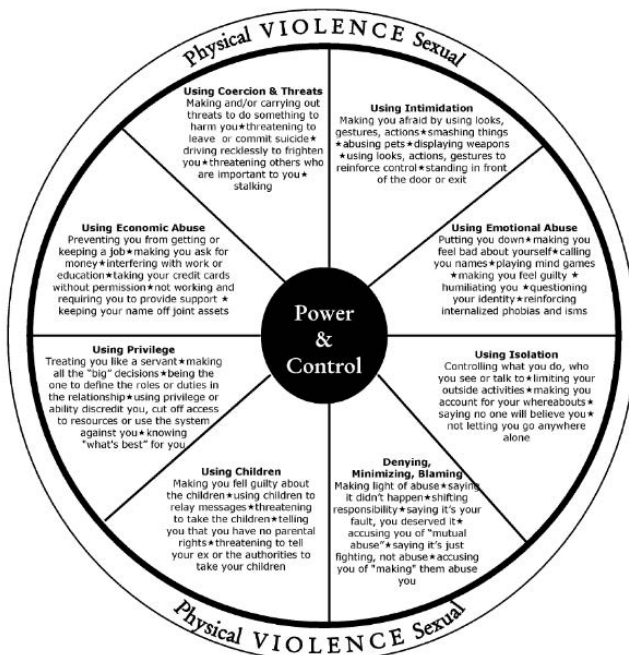 Physical VIOLENCE Sexual
Using Coercion & Threats
Making and/or carrying out
threats to do something to
harm you★threatening to
leave or commit suicide★
driving recklessly to frighten
you★threatening others who
are important to you★
stalking
Using Intimidation
Making you afraid by using looks,
gestures, actions★smashing things
★abusing pets★displaying weapons
★using looks, actions, gestures to
reinforce control★standing in front
of the door or exit
Using Economic Abuse
Preventing you from getting or
keeping a job★making you ask for
money★interfering with work or
education★taking your credit cards
without permission★not working and
requiring you to provide support ★
keeping your name off joint assets
Using Emotional Abuse
Putting you down★making you
feel bad about yourself★calling
you names★playing mind games
★making you feel guilty ★
humiliating you ★questioning
your identity★reinforcing
internalized phobias and isms
Power
&
Control
Using Privilege
Treating you like a servant★making
all the “big” decisions★being the
one to define the roles or duties in
the relationship★using privilege or
ability discredit you, cut off access
to resources or use the system
against you★knowing
"what's best” for you
Using Isolation
Controlling what you do, who
you see or talk to★limiting your
outside activities★making you
account for your whereabouts★
saying no one will believe you★
not letting you go anywhere
alone
Using Children
Making you fell guilty about
the children★using children to
relay messages★threatening
to take the children★telling
you that you have no parental
rights★threatening to tell
your ex or the authorities to
take your children
Denying,
Minimizing, Blaming
Making light of abuse★saying
it didn't happen★shifting
responsibility★saying it's your
fault, you deserved it★
accusing you of “mutual
abuse”★saying it's just
fighting, not abuse★accusing
you of "making" them abuse
you
Physical VIOLENCE Sexual